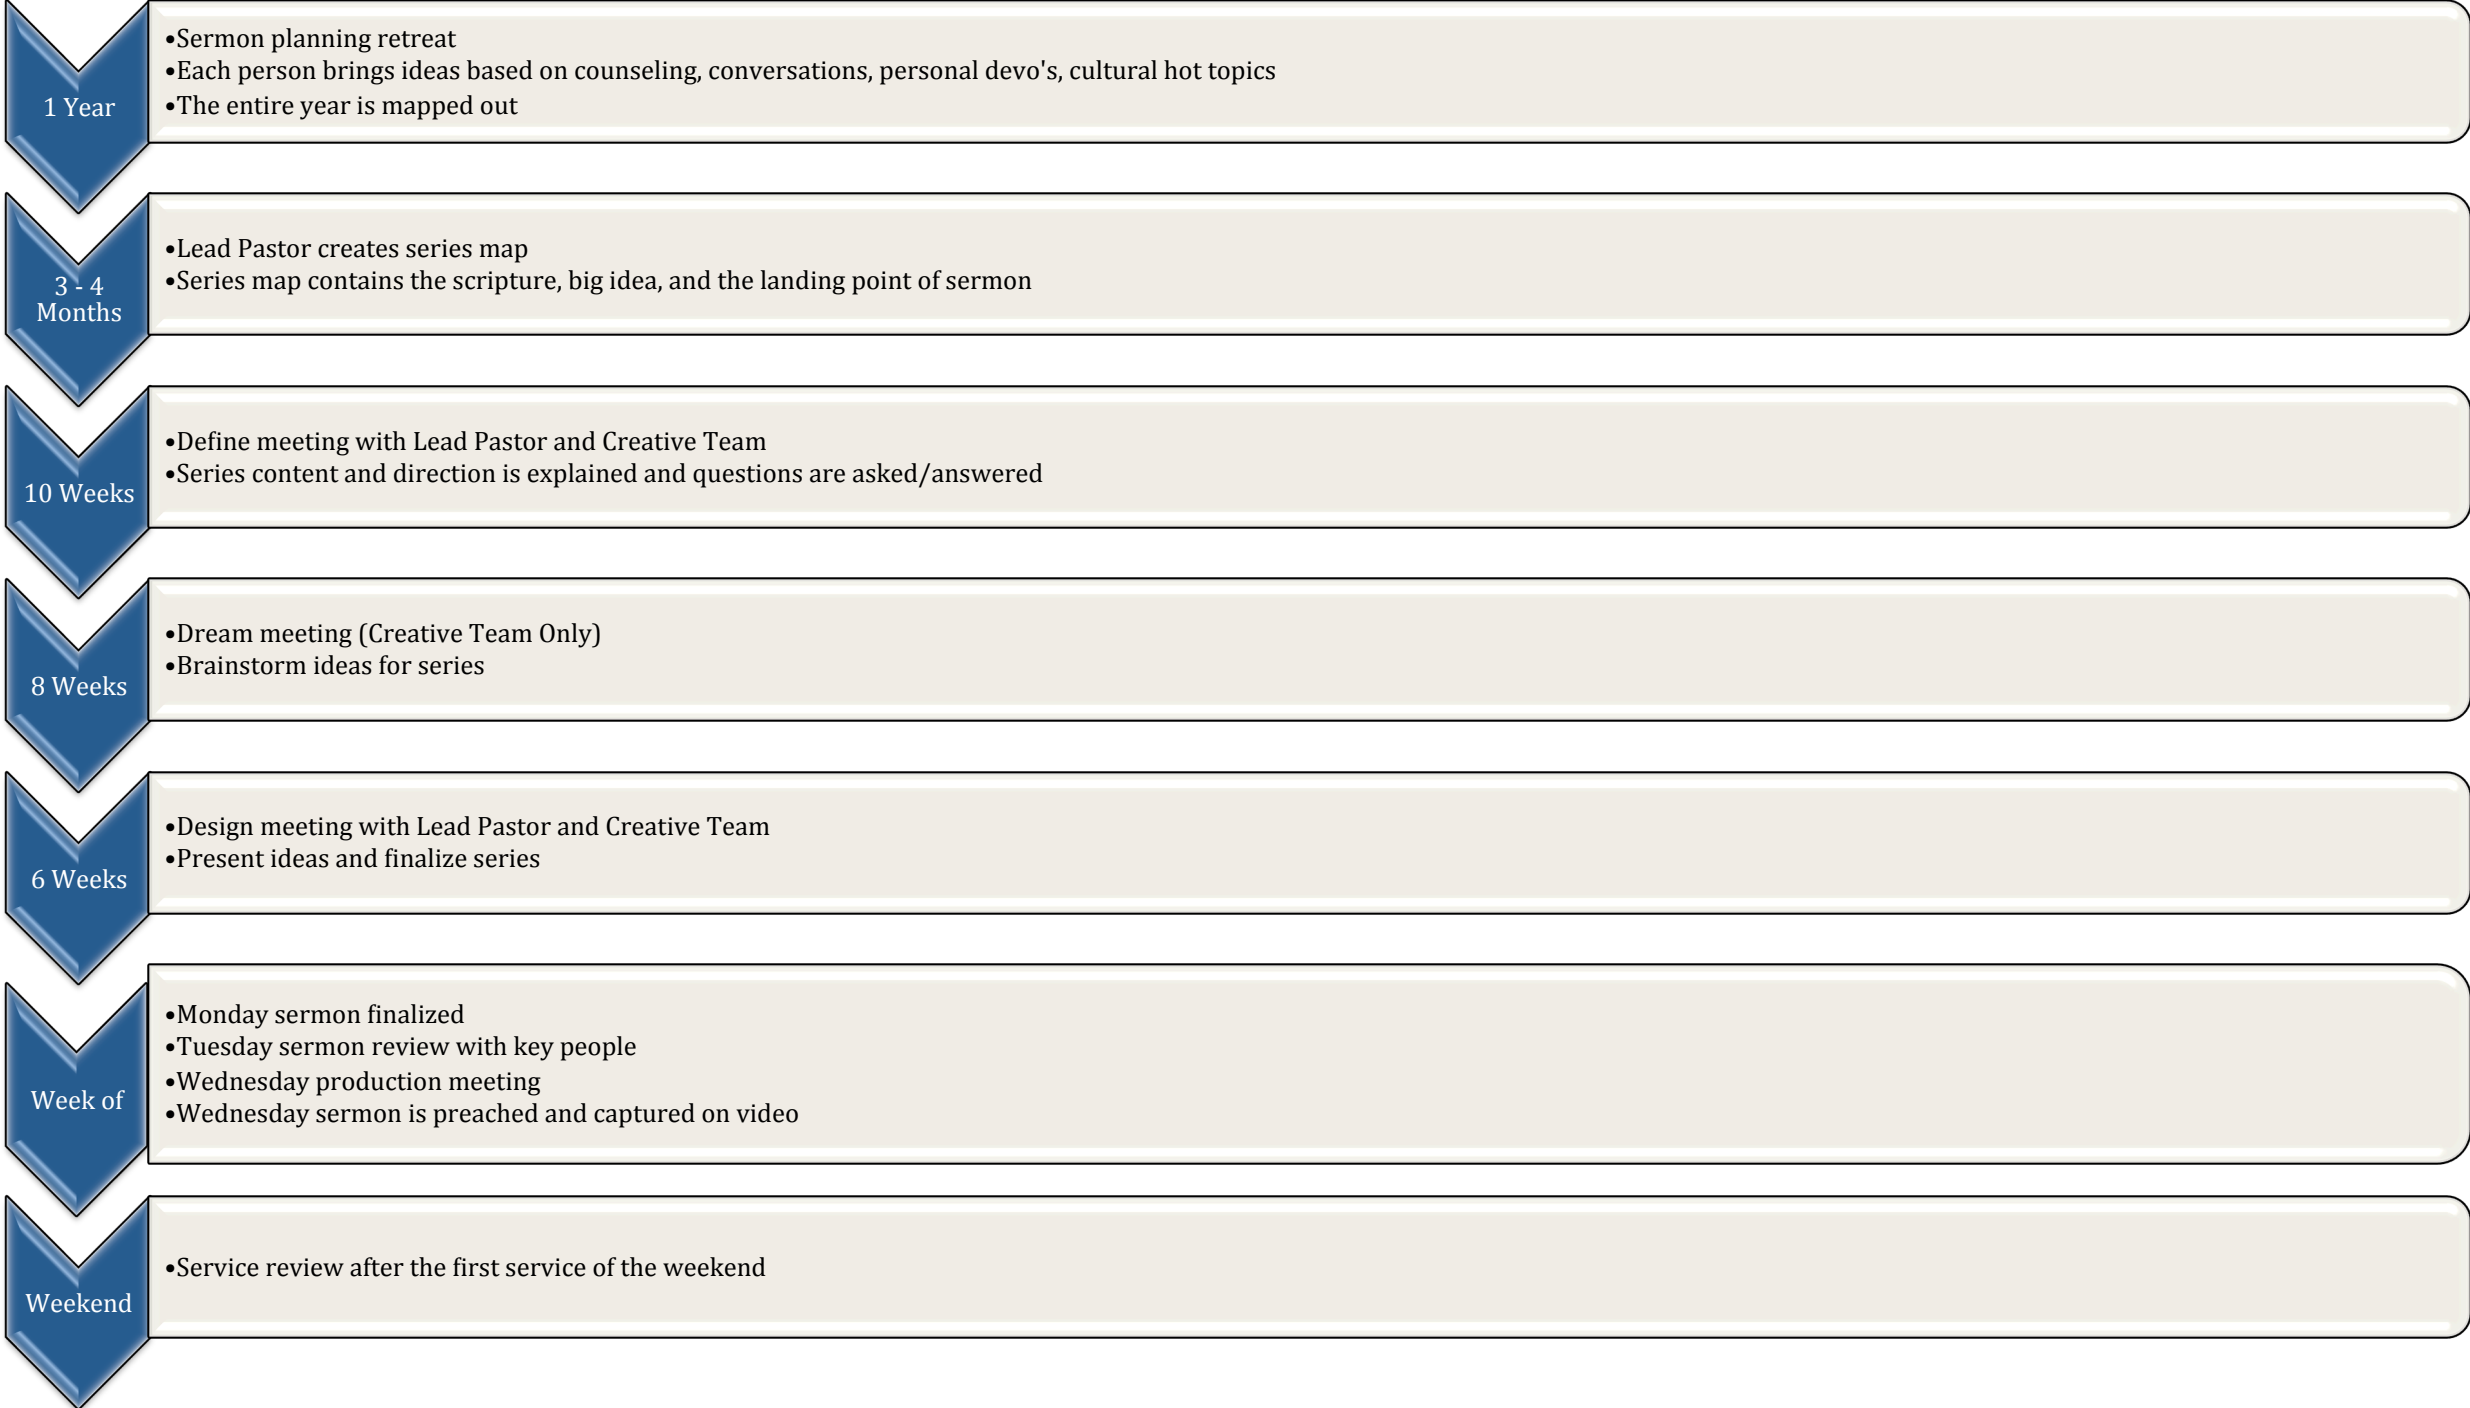 1 Year
•Sermon planning retreat
•Each person brings ideas based on counseling, conversations, personal devo's, cultural hot topics
•The entire year is mapped out
3 - 4
Months
•Lead Pastor creates series map
•Series map contains the scripture, big idea, and the landing point of sermon
10 Weeks
•Define meeting with Lead Pastor and Creative Team
•Series content and direction is explained and questions are asked/answered
8 Weeks
•Dream meeting (Creative Team Only)
•Brainstorm ideas for series
6 Weeks
•Design meeting with Lead Pastor and Creative Team
•Present ideas and finalize series
Week of
•Monday sermon finalized
•Tuesday sermon review with key people
•Wednesday production meeting
•Wednesday sermon is preached and captured on video
Weekend
•Service review after the first service of the weekend